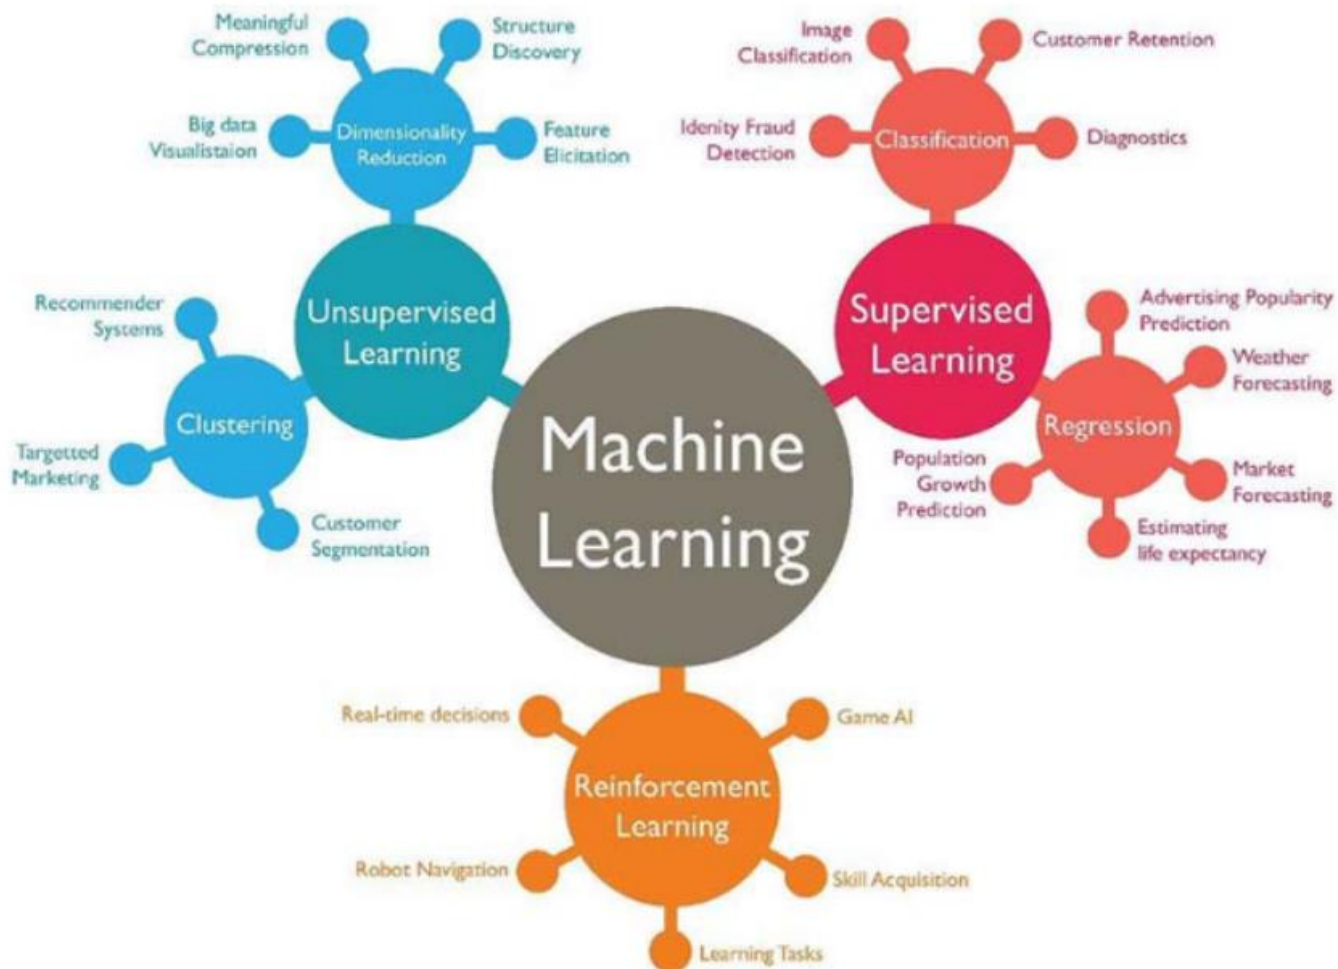 Meaningful
Compression
Structure
Discovery
Big data
Visualistaion
Dimensionality
Reduction
Feature
Elicitation
Image
Classification
Customer Retention
Idenity Fraud
Detection
Classification
Diagnostics
Unsupervised
Learning
Supervised
Learning
Recommender
Systems
Clustering
Targetted
Marketing
Customer
Segmentation
Machine
Learning
Advertising Popularity
Prediction
Weather
Forecasting
Regression
Population
Growth
Prediction
Market
Forecasting
Estimating
life expectancy
Real-time decisions
Game AI
Reinforcement
Learning
Robot Navigation
Skill Acquisition
Learning Tasks